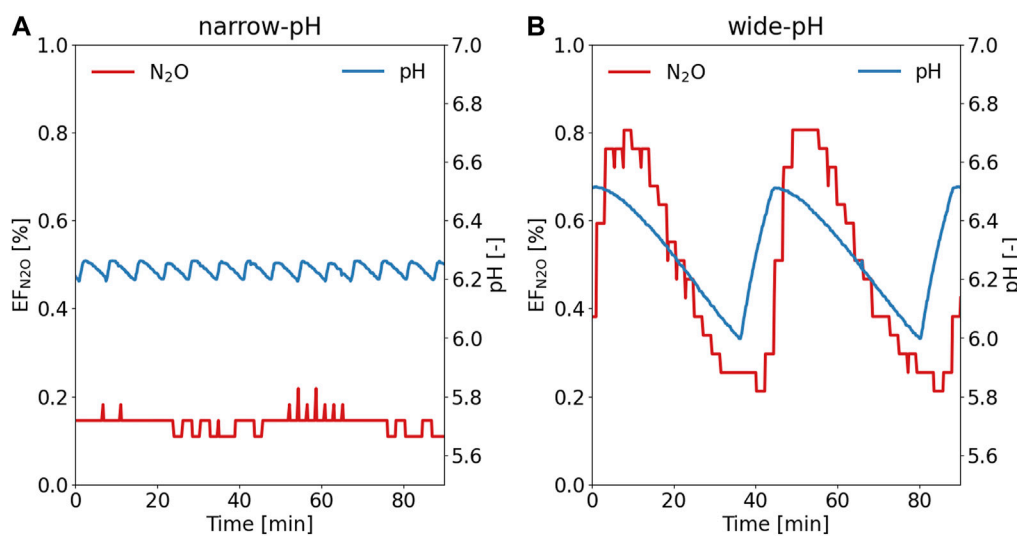 A narrow-pH
1.0
0.8
0.6
0.4
0.2
0.0
EF_N₂O [%]
N₂O
pH
7.0
6.8
6.6
6.4
6.2
6.0
5.8
5.6
pH [-]
0 20 40 60 80
Time [min]
B wide-pH
1.0
0.8
0.6
0.4
0.2
0.0
EF_N₂O [%]
N₂O
pH
7.0
6.8
6.6
6.4
6.2
6.0
5.8
5.6
pH [-]
0 20 40 60 80
Time [min]